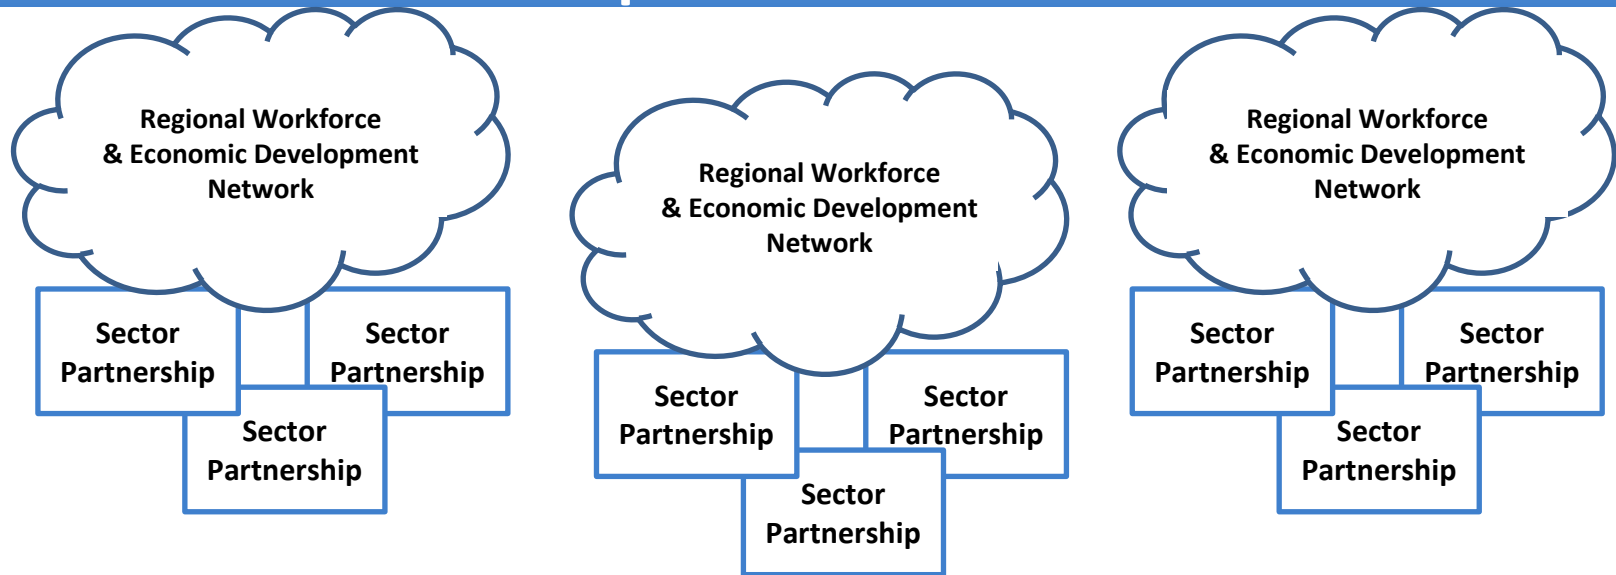 Regional Workforce
& Economic Development
Network
Sector
Partnership
Sector
Partnership
Sector
Partnership
Regional Workforce
& Economic Development
Network
Sector
Partnership
Sector
Partnership
Sector
Partnership
Regional Workforce
& Economic Development
Network
Sector
Partnership
Sector
Partnership
Sector
Partnership